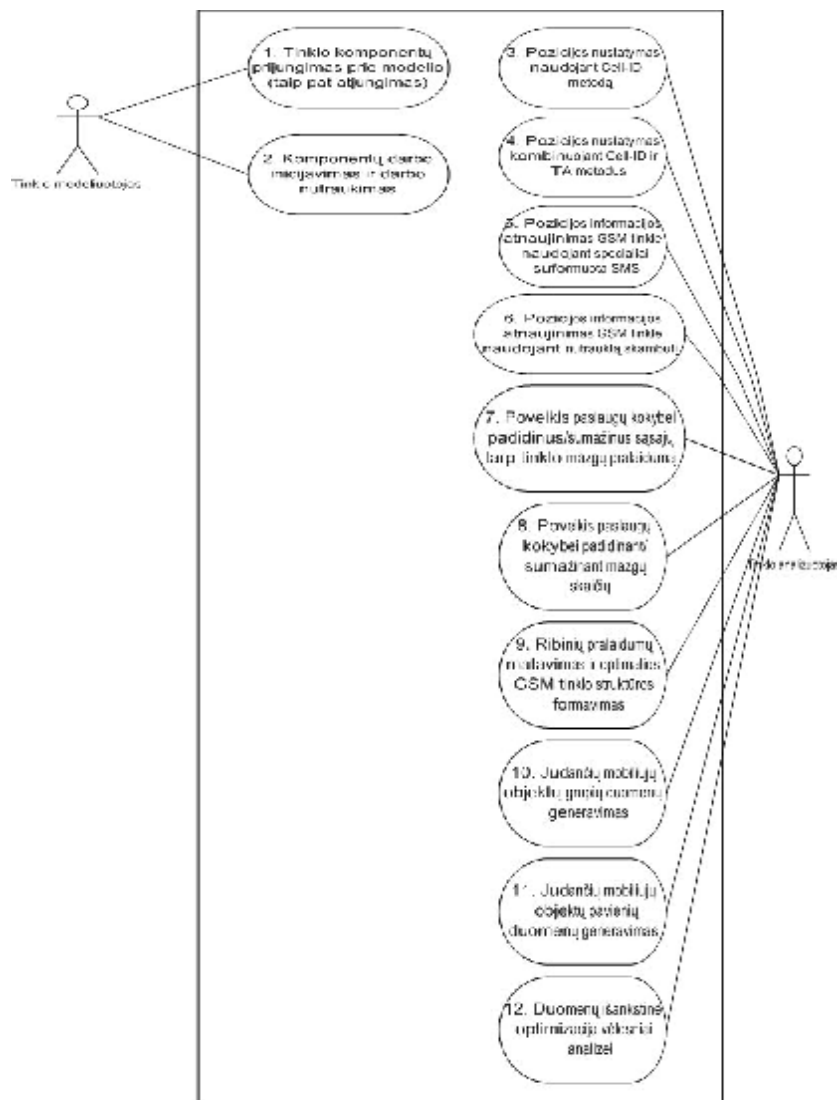 1. Tinklo komponentų
prijungimas prie modelio
(taip pat atjungimas)
2. Komponentų darbo
inicijavimas ir darbo
nutraukimas
Tinklo modeliuotojas
3. Pozicijos nustatymas
naudojant Cell-ID
metodą
4. Pozicijos nustatymas
kombinuojant Cell-ID ir
TA metodus
5. Pozicijos informacijos
atnaujinimas GSM tinkle
naudojant specialiai
suformuotą SMS
6. Pozicijos informacijos
atnaujinimas GSM tinkle
naudojant nutrauktą skambutį
7. Poveikis paslaugų kokybei
padidinus/sumažinus sąsajų
tarp tinklo mazgų pralaidumą
8. Poveikis paslaugų
kokybei padidinant/
sumažinant mazgų
skaičių
Tinklo analizuotojas
9. Ribinių pralaidumų
matavimas ir optimalios
GSM tinklo struktūros
formavimas
10. Judančių mobiliųjų
objektų grupių duomenų
generavimas
11. Judančių mobiliųjų
objektų pavienių
duomenų generavimas
12. Duomenų išankstinė
optimizacija vėlesniai
analizei